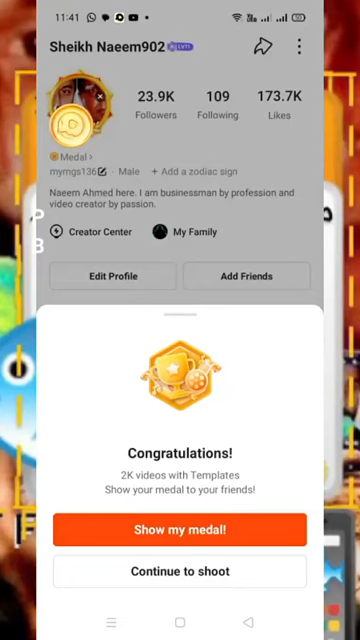 11:41
Sheikh Naeem902
23.9K
109
173.7K
Followers
Following
Likes
Medal >
myrngs136
Male
+ Add a zodiac sign
Naeem Ahmed here. I am businessman by profession and
video creator by passion.
P
B
Creator Center
My Family
Edit Profile
Add Friends
Congratulations!
2K videos with Templates
Show your medal to your friends!
Show my medal!
Continue to shoot